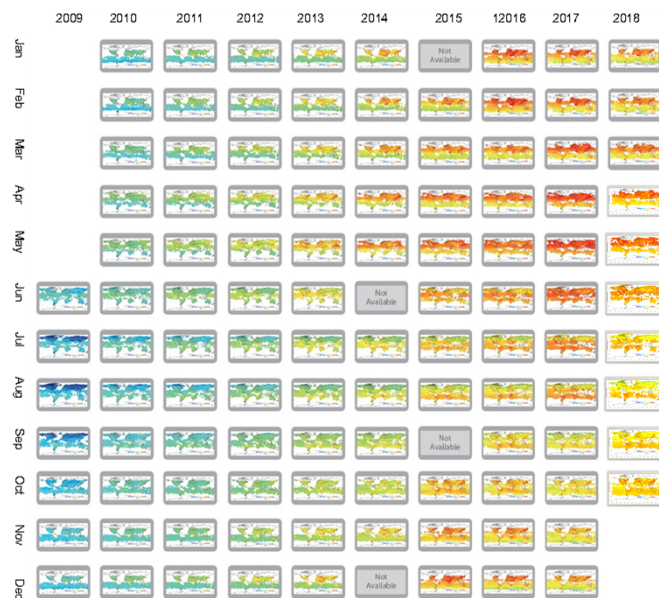 2009 2010 2011 2012 2013 2014 2015 12016 2017 2018
Jan
Not
Available
Feb
Mar
Apr
May
Jun
Not
Available
Jul
Aug
Sep
Not
Available
Oct
Nov
Dec
Not
Available